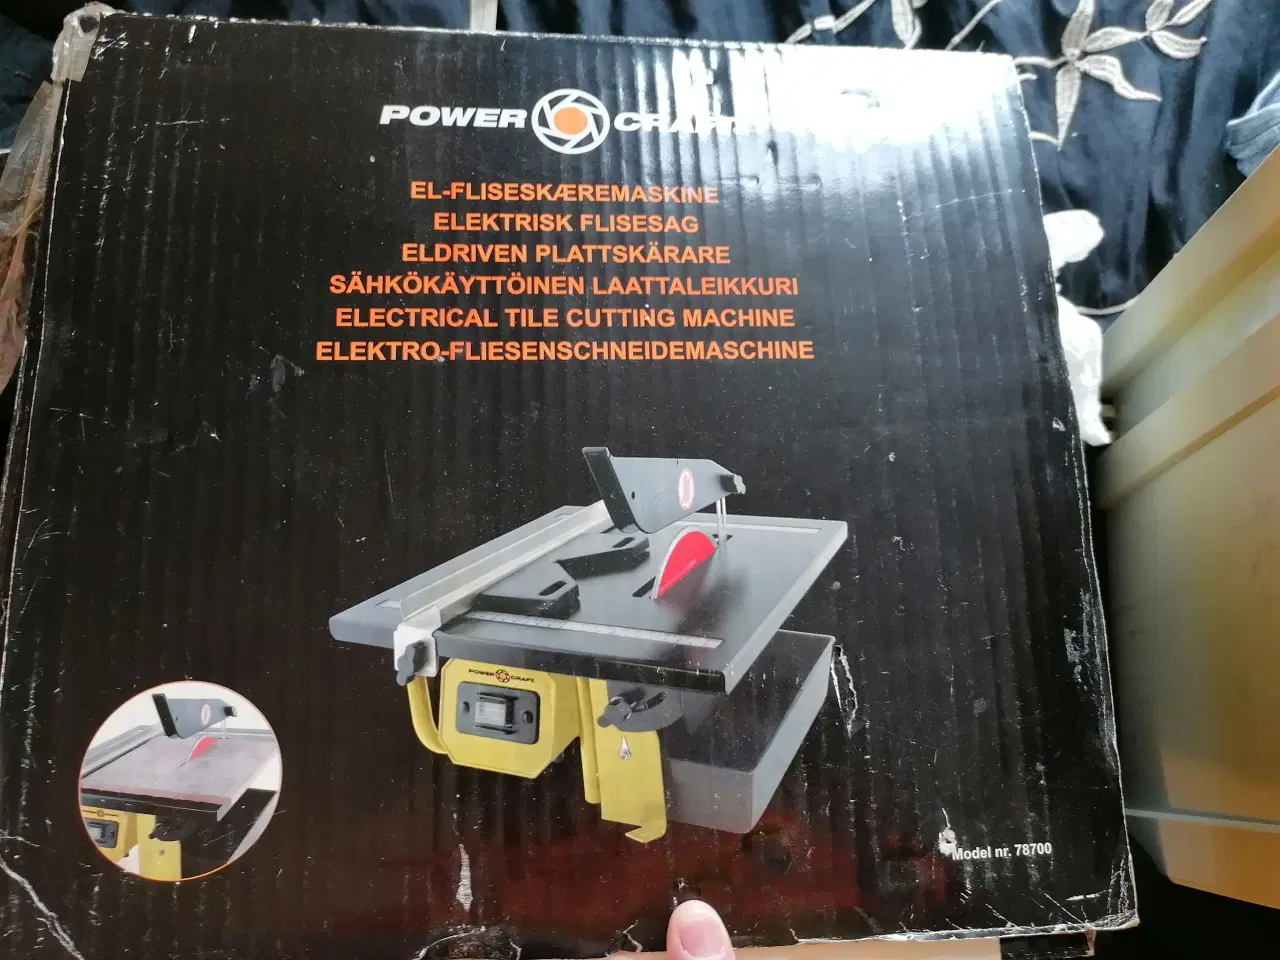 POWER CRAFT
EL-FLISESKÆREMASKINE
ELEKTRISK FLISESAG
ELDRIVEN PLATTSKÄRARE
SÄHKÖKÄYTTÖINEN LAATTALEIKKURI
ELECTRICAL TILE CUTTING MACHINE
ELEKTRO-FLIESENSCHNEIDEMASCHINE
POWER CRAFT
Model nr. 78700